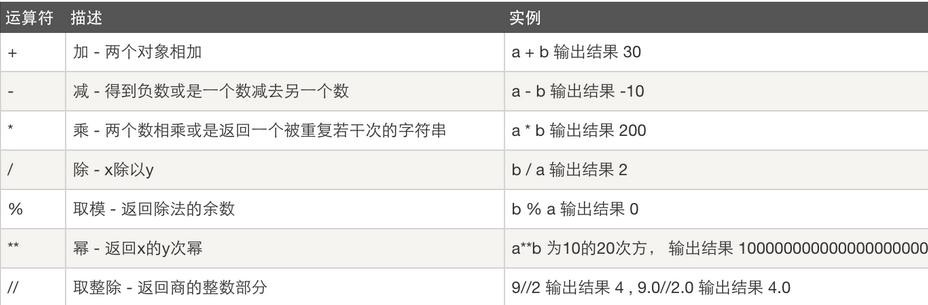 运算符 描述 实例
+ 加 - 两个对象相加 a + b 输出结果 30
- 减 - 得到负数或是一个数减去另一个数 a - b 输出结果 -10
* 乘 - 两个数相乘或是返回一个被重复若干次的字符串 a * b 输出结果 200
/ 除 - x除以y b / a 输出结果 2
% 取模 - 返回除法的余数 b % a 输出结果 0
** 幂 - 返回x的y次幂 a**b 为10的20次方， 输出结果 100000000000000000000
// 取整除 - 返回商的整数部分 9//2 输出结果 4 , 9.0//2.0 输出结果 4.0